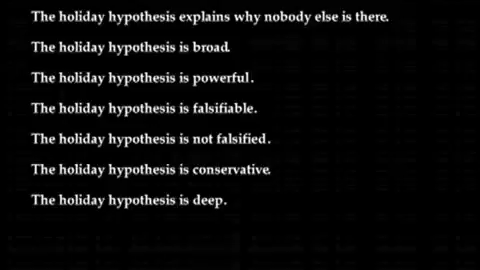 The holiday hypothesis explains why nobody else is there.
The holiday hypothesis is broad.
The holiday hypothesis is powerful.
The holiday hypothesis is falsifiable.
The holiday hypothesis is not falsified.
The holiday hypothesis is conservative.
The holiday hypothesis is deep.